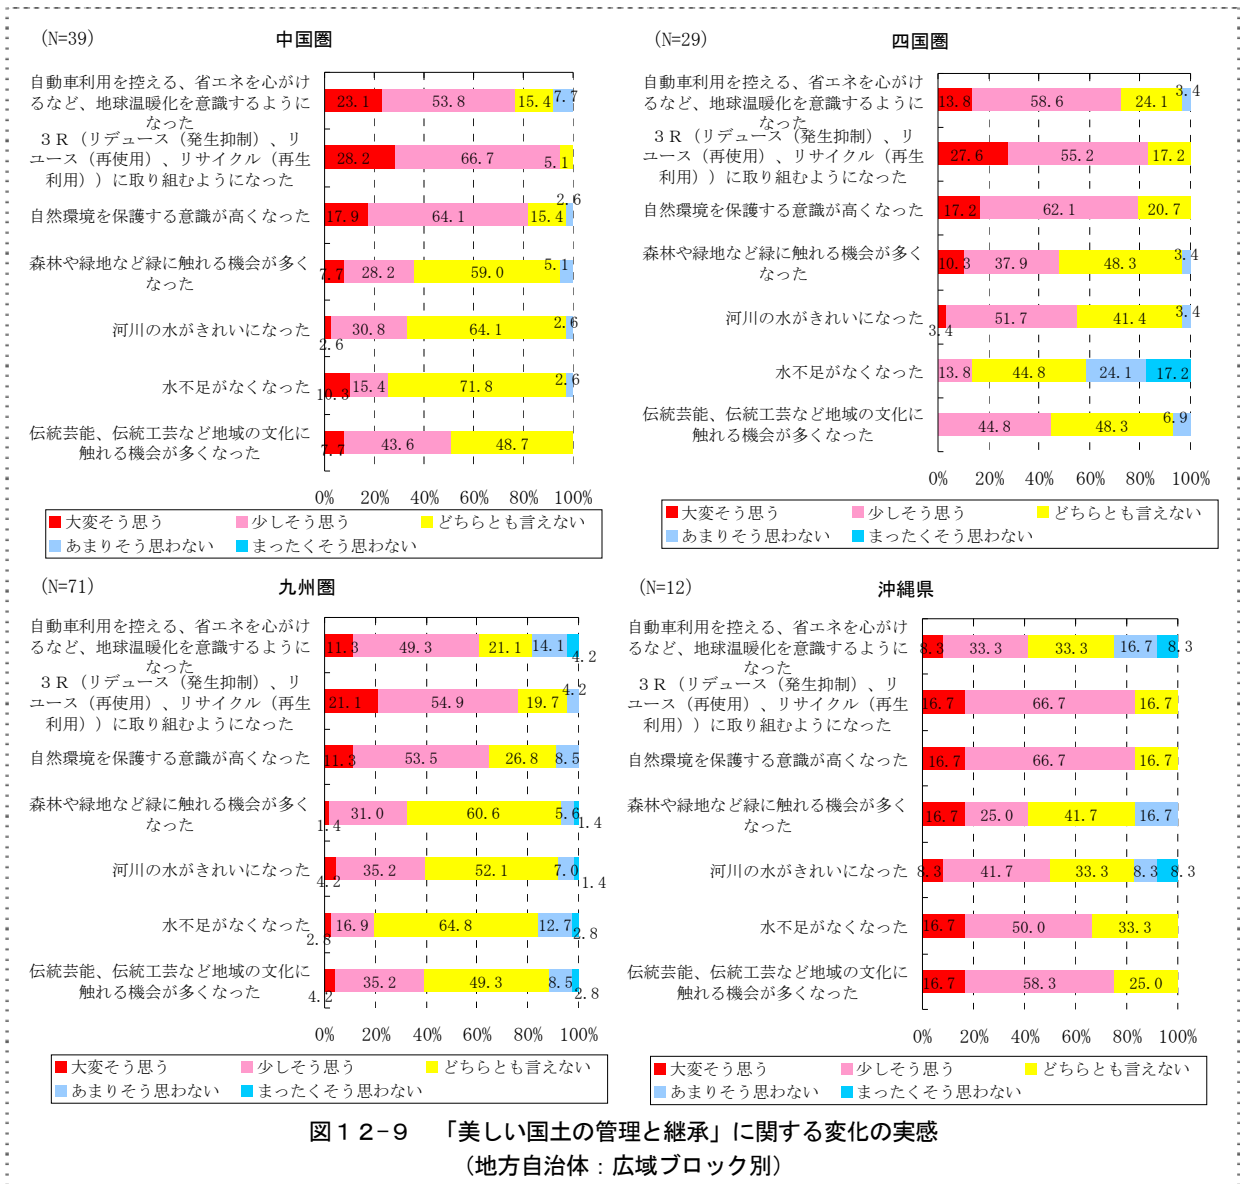 (N=39)
中国圏
自動車利用を控える、省エネを心がけ
るなど、地球温暖化を意識するように
なった
23.1 53.8 15.4 7.7
３Ｒ（リデュース（発生抑制）、リ
ユース（再使用）、リサイクル（再生
利用））に取り組むようになった
28.2 66.7 5.1
自然環境を保護する意識が高くなった
17.9 64.1 15.4 2.6
森林や緑地など緑に触れる機会が多く
なった
7.7 28.2 59.0 5.1
河川の水がきれいになった
2.6 30.8 64.1 2.6
水不足がなくなった
10.3 15.4 71.8 2.6
伝統芸能、伝統工芸など地域の文化に
触れる機会が多くなった
7.7 43.6 48.7
0% 20% 40% 60% 80% 100%
大変そう思う 少しそう思う どちらとも言えない
あまりそう思わない まったくそう思わない
(N=29)
四国圏
自動車利用を控える、省エネを心がけ
るなど、地球温暖化を意識するように
なった
13.8 58.6 24.1 3.4
３Ｒ（リデュース（発生抑制）、リ
ユース（再使用）、リサイクル（再生
利用））に取り組むようになった
27.6 55.2 17.2
自然環境を保護する意識が高くなった
17.2 62.1 20.7
森林や緑地など緑に触れる機会が多く
なった
10.3 37.9 48.3 3.4
河川の水がきれいになった
3.4 51.7 41.4 3.4
水不足がなくなった
13.8 44.8 24.1 17.2
伝統芸能、伝統工芸など地域の文化に
触れる機会が多くなった
44.8 48.3 6.9
0% 20% 40% 60% 80% 100%
大変そう思う 少しそう思う どちらとも言えない
あまりそう思わない まったくそう思わない
(N=71)
九州圏
自動車利用を控える、省エネを心がけ
るなど、地球温暖化を意識するように
なった
11.3 49.3 21.1 14.1 4.2
３Ｒ（リデュース（発生抑制）、リ
ユース（再使用）、リサイクル（再生
利用））に取り組むようになった
21.1 54.9 19.7 4.2
自然環境を保護する意識が高くなった
11.3 53.5 26.8 8.5
森林や緑地など緑に触れる機会が多く
なった
1.4 31.0 60.6 5.6 1.4
河川の水がきれいになった
4.2 35.2 52.1 7.0 1.4
水不足がなくなった
2.8 16.9 64.8 12.7 2.8
伝統芸能、伝統工芸など地域の文化に
触れる機会が多くなった
4.2 35.2 49.3 8.5 2.8
0% 20% 40% 60% 80% 100%
大変そう思う 少しそう思う どちらとも言えない
あまりそう思わない まったくそう思わない
(N=12)
沖縄県
自動車利用を控える、省エネを心がけ
るなど、地球温暖化を意識するように
なった
8.3 33.3 33.3 16.7 8.3
３Ｒ（リデュース（発生抑制）、リ
ユース（再使用）、リサイクル（再生
利用））に取り組むようになった
16.7 66.7 16.7
自然環境を保護する意識が高くなった
16.7 66.7 16.7
森林や緑地など緑に触れる機会が多く
なった
16.7 25.0 41.7 16.7
河川の水がきれいになった
8.3 41.7 33.3 8.3 8.3
水不足がなくなった
16.7 50.0 33.3
伝統芸能、伝統工芸など地域の文化に
触れる機会が多くなった
16.7 58.3 25.0
0% 20% 40% 60% 80% 100%
大変そう思う 少しそう思う どちらとも言えない
あまりそう思わない まったくそう思わない
図１２-９ 「美しい国土の管理と継承」に関する変化の実感
（地方自治体：広域ブロック別）